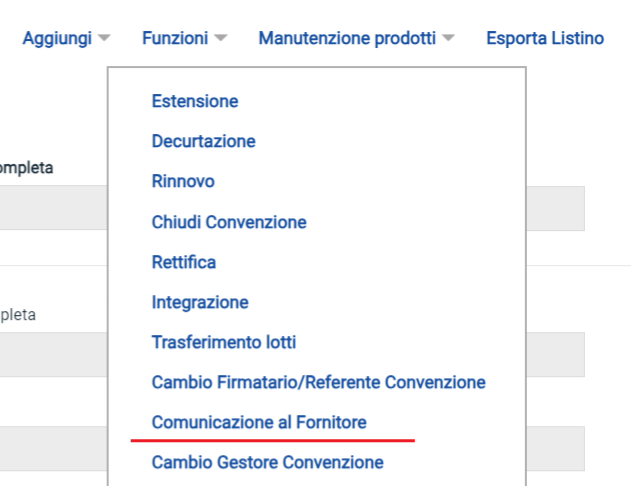 Aggiungi Funzioni Manutenzione prodotti Esporta Listino
Estensione
Decurtazione
ompleta
Rinnovo
Chiudi Convenzione
Rettifica
Integrazione
pleta
Trasferimento lotti
Cambio Firmatario/Referente Convenzione
Comunicazione al Fornitore
Cambio Gestore Convenzione